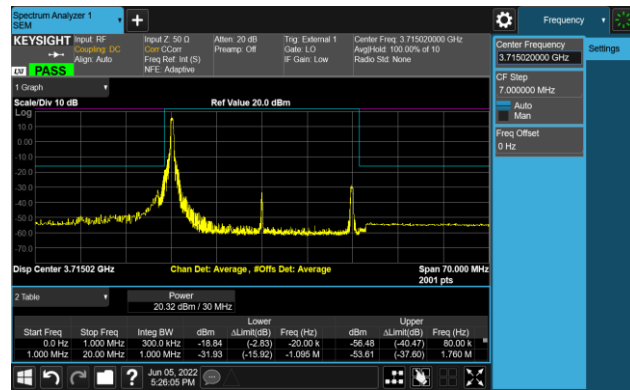 Spectrum Analyzer 1
SEM
Frequency
KEYSIGHT
Input: RF
Coupling: DC
Align: Auto
Input Z: 50 Ω
Corr CCorr
Freq Ref: Int (S)
NFE: Adaptive
Atten: 20 dB
Preamp: Off
Trig: External 1
Gate: LO
IF Gain: Low
Center Freq: 3.715020000 GHz
Avg|Hold: 100.00% of 10
Radio Std: None
LXI PASS
Center Frequency
3.715020000 GHz
Settings
CF Step
7.000000 MHz
Auto
Man
Freq Offset
0 Hz
1 Graph
Scale/Div 10 dB
Ref Value 20.0 dBm
Log
10.0
0.00
-10.0
-20.0
-30.0
-40.0
-50.0
-60.0
-70.0
Disp Center 3.71502 GHz
Chan Det: Average , #Offs Det: Average
Span 70.000 MHz
2001 pts
2 Table
Power
20.32 dBm / 30 MHz
Lower Upper
Start Freq Stop Freq Integ BW dBm ΔLimit(dB) Freq (Hz) dBm ΔLimit(dB) Freq (Hz)
0.0 Hz 1.000 MHz 300.0 kHz -18.84 (-2.83) -20.00 k -56.48 (-40.47) 80.00 k
1.000 MHz 20.00 MHz 1.000 MHz -31.93 (-15.92) -1.095 M -53.61 (-37.60) 1.760 M
Jun 05, 2022
5:26:05 PM